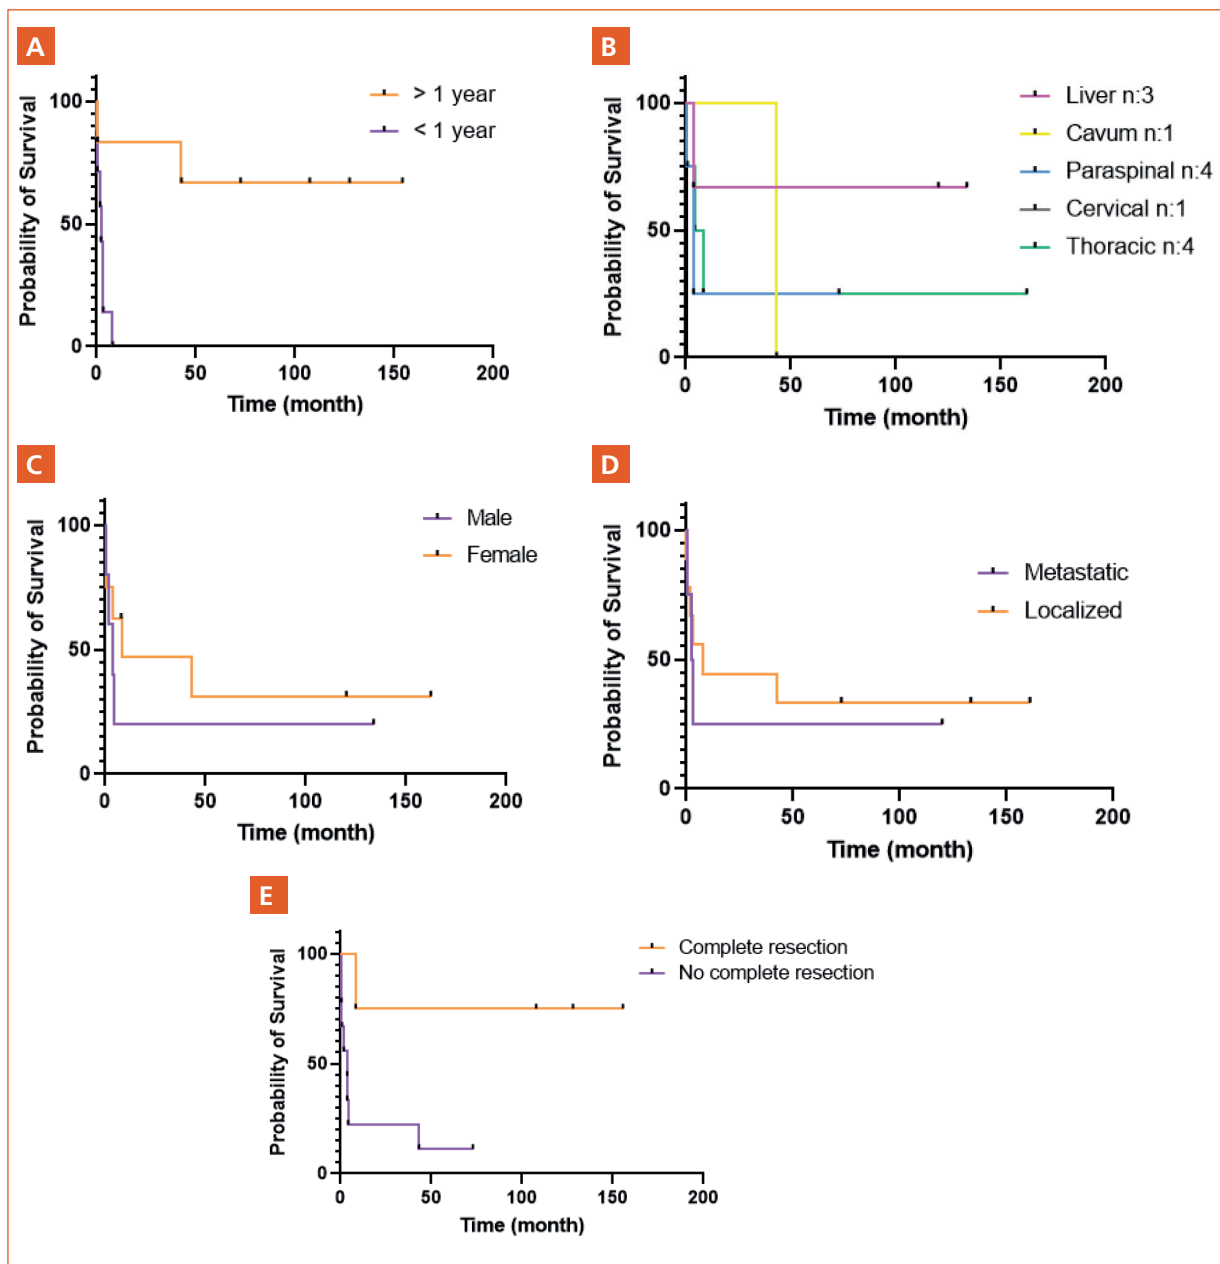 A
> 1 year
< 1 year
Probability of Survival
100
50
0
0 50 100 150 200
Time (month)
B
Liver n:3
Cavum n:1
Paraspinal n:4
Cervical n:1
Thoracic n:4
Probability of Survival
100
50
0
0 50 100 150 200
Time (month)
C
Male
Female
Probability of Survival
100
50
0
0 50 100 150 200
Time (month)
D
Metastatic
Localized
Probability of Survival
100
50
0
0 50 100 150 200
Time (month)
E
Complete resection
No complete resection
Probability of Survival
100
50
0
0 50 100 150 200
Time (month)